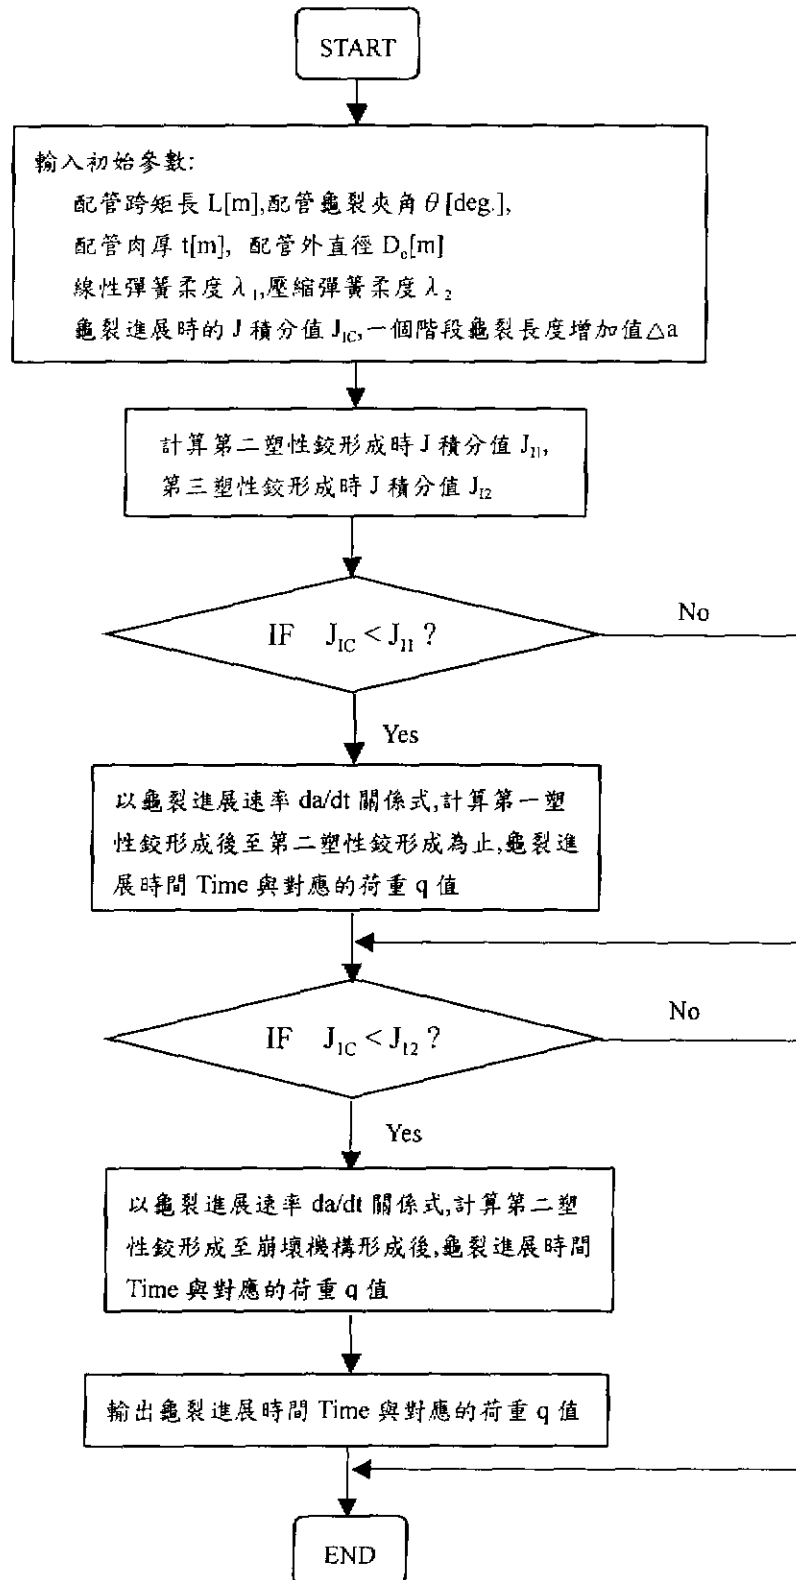 START
輸入初始參數:
配管跨矩長 L[m],配管龜裂夾角 θ [deg.],
配管肉厚 t[m], 配管外直徑 Do[m]
線性彈簧柔度 λ₁,壓縮彈簧柔度 λ₂
龜裂進展時的 J 積分值 J_IC,一個階段龜裂長度增加值△a
計算第二塑性鉸形成時 J 積分值 J_I1,
第三塑性鉸形成時 J 積分值 J_I2
IF J_IC < J_I1 ?
No
Yes
以龜裂進展速率 da/dt 關係式,計算第一塑
性鉸形成後至第二塑性鉸形成為止,龜裂進
展時間 Time 與對應的荷重 q 值
IF J_IC < J_I2 ?
No
Yes
以龜裂進展速率 da/dt 關係式,計算第二塑
性鉸形成至崩壞機構形成後,龜裂進展時間
Time 與對應的荷重 q 值
輸出龜裂進展時間 Time 與對應的荷重 q 值
END